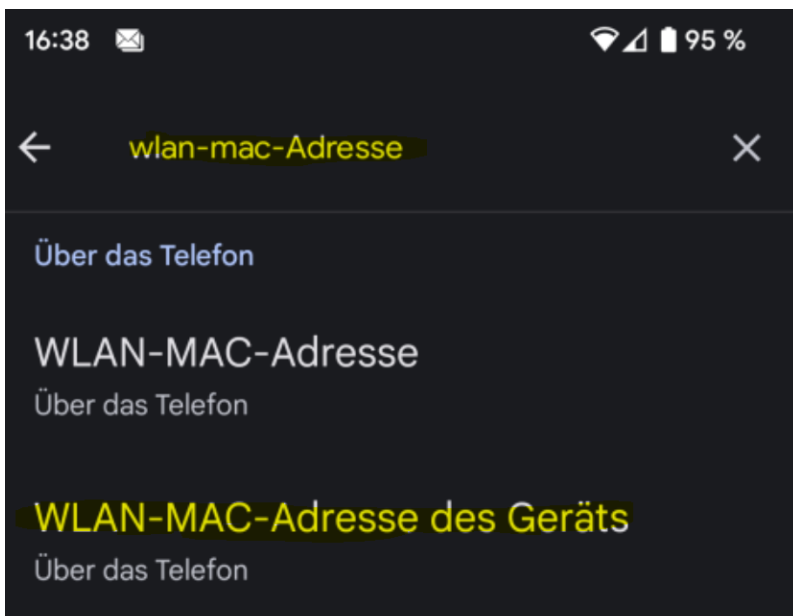 16:38 95 %
wlan-mac-Adresse
Über das Telefon
WLAN-MAC-Adresse
Über das Telefon
WLAN-MAC-Adresse des Geräts
Über das Telefon